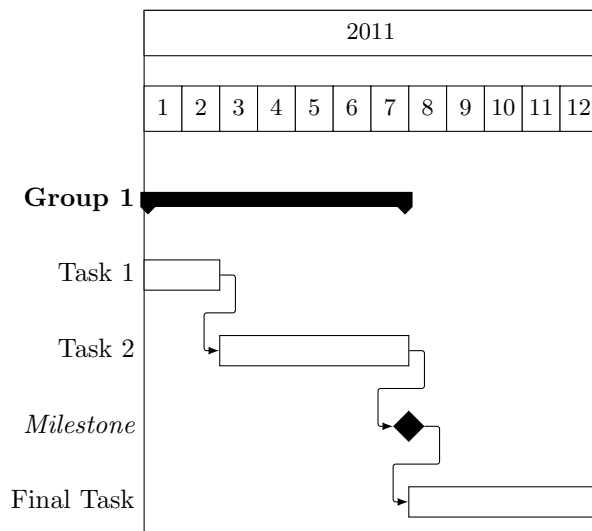 2011
1 2 3 4 5 6 7 8 9 10 11 12
Group 1
Task 1
Task 2
Milestone
Final Task